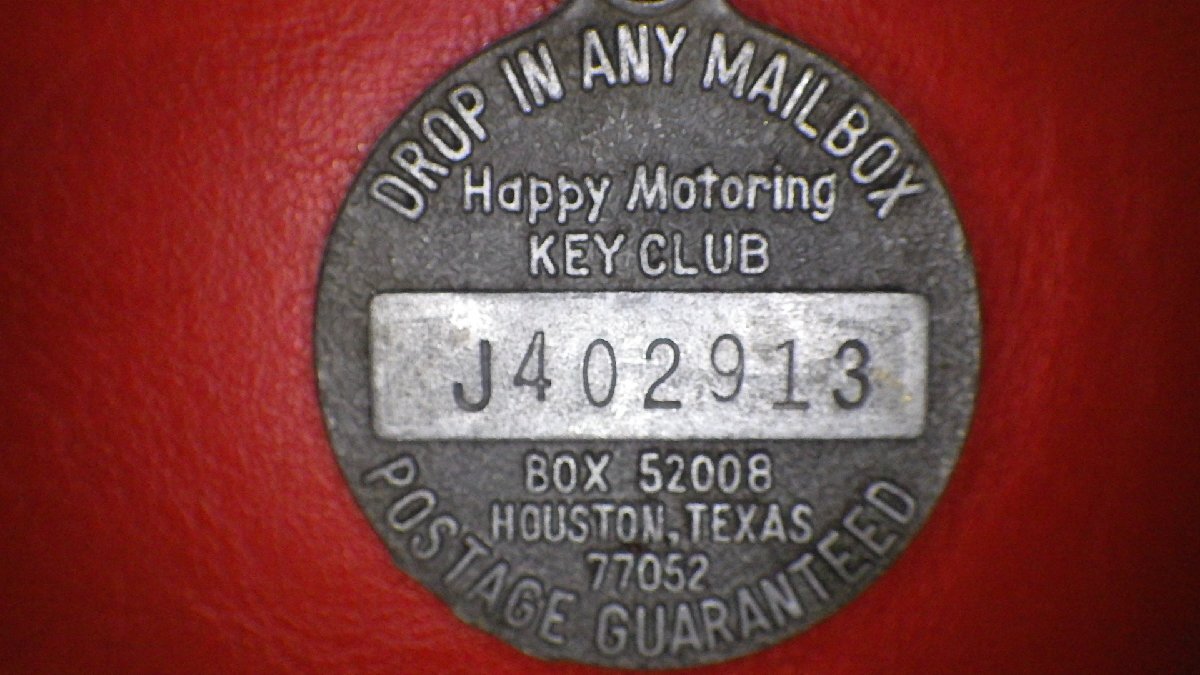 DROP IN ANY MAILBOX
Happy Motoring
KEY CLUB
J402913
BOX 52008
HOUSTON, TEXAS
77052
POSTAGE GUARANTEED